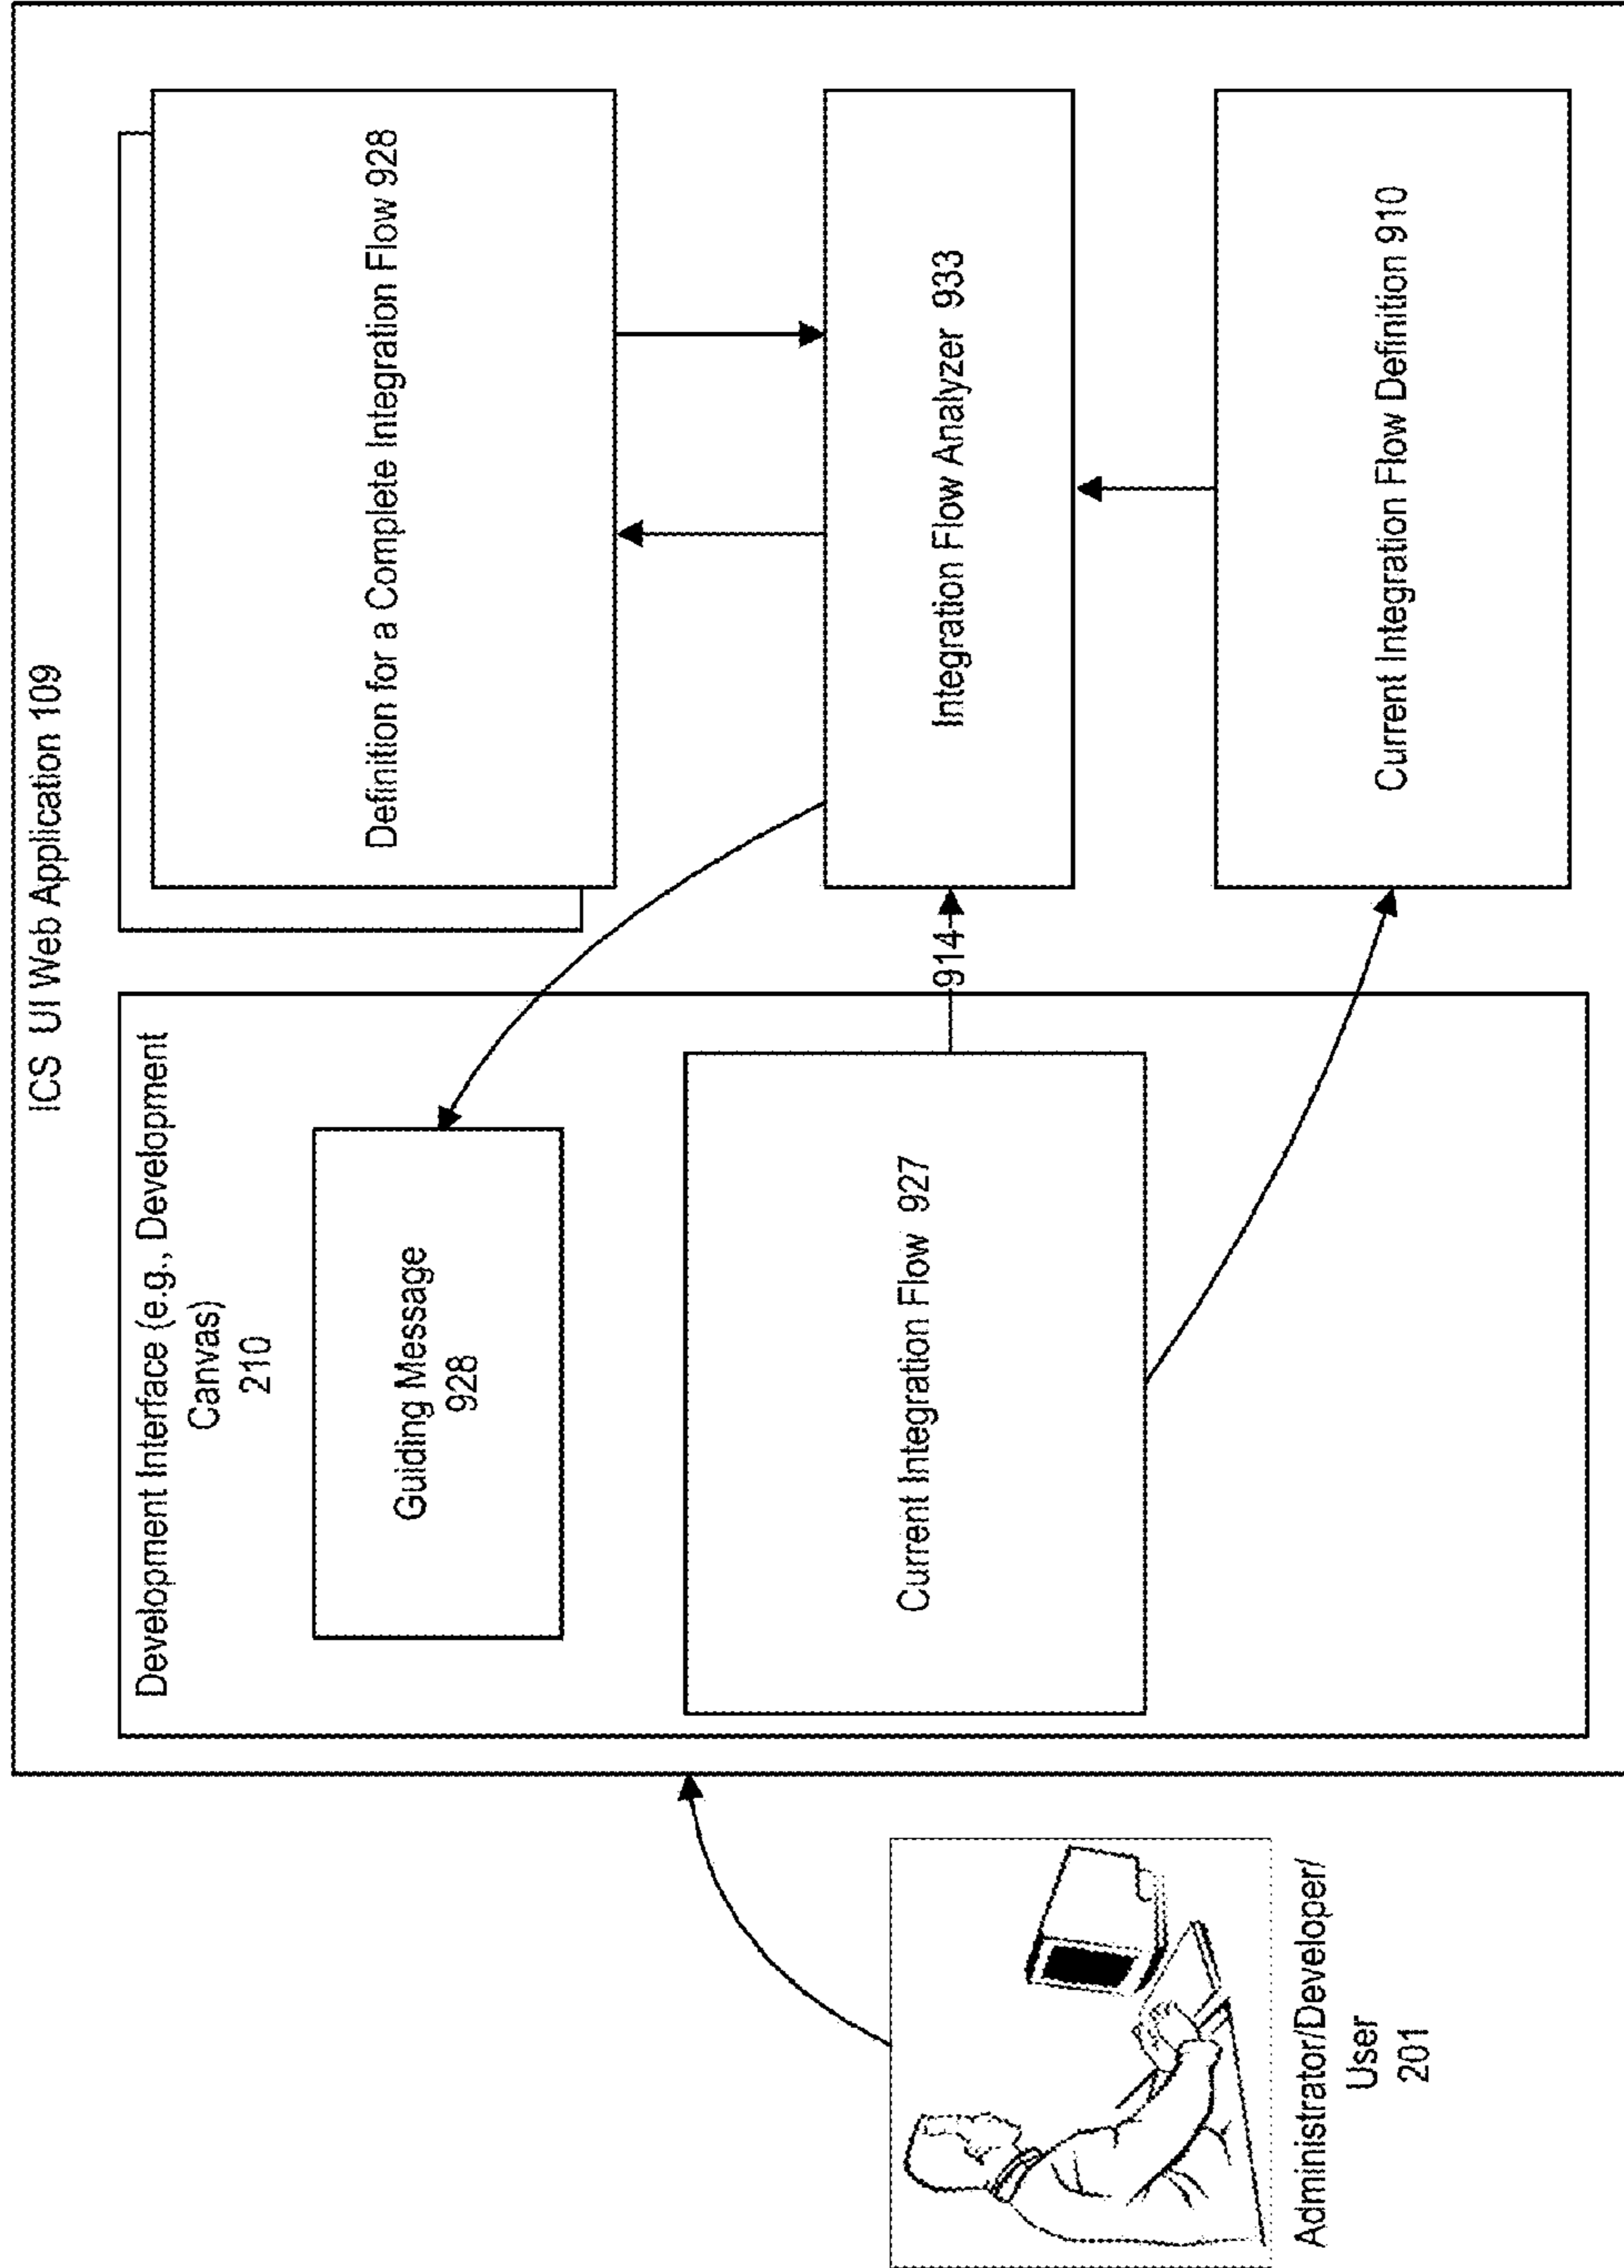 ICS UI Web Application 109
Development Interface (e.g., Development
Canvas)
210
Guiding Message
928
Current Integration Flow 927
914
Definition for a Complete Integration Flow 928
Integration Flow Analyzer 933
Current Integration Flow Definition 910
Administrator/Developer/
User
201